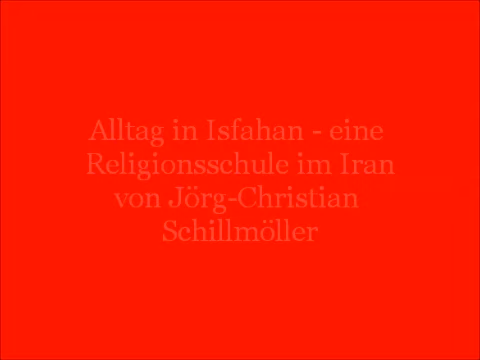 Alltag in Isfahan - eine
Religionsschule im Iran
von Jörg-Christian
Schillmöller